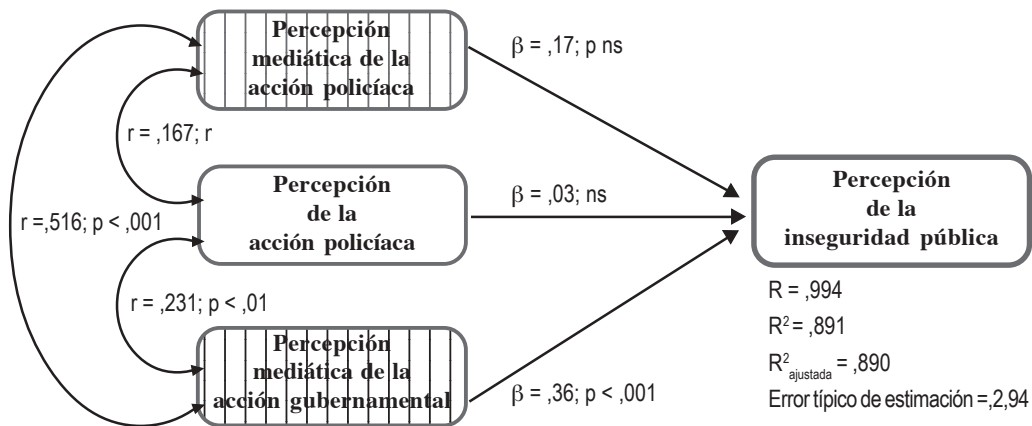 Percepción
mediática de la
acción policíaca
β = ,17; p ns
r = ,167; r
Percepción
de la
acción policíaca
β = ,03; ns
Percepción
de la
inseguridad pública
r =,516; p < ,001
r = ,231; p < ,01
R = ,994
R² = ,891
R²ajustada = ,890
Error típico de estimación =,2,94
Percepción
mediática de la
acción gubernamental
β = ,36; p < ,001